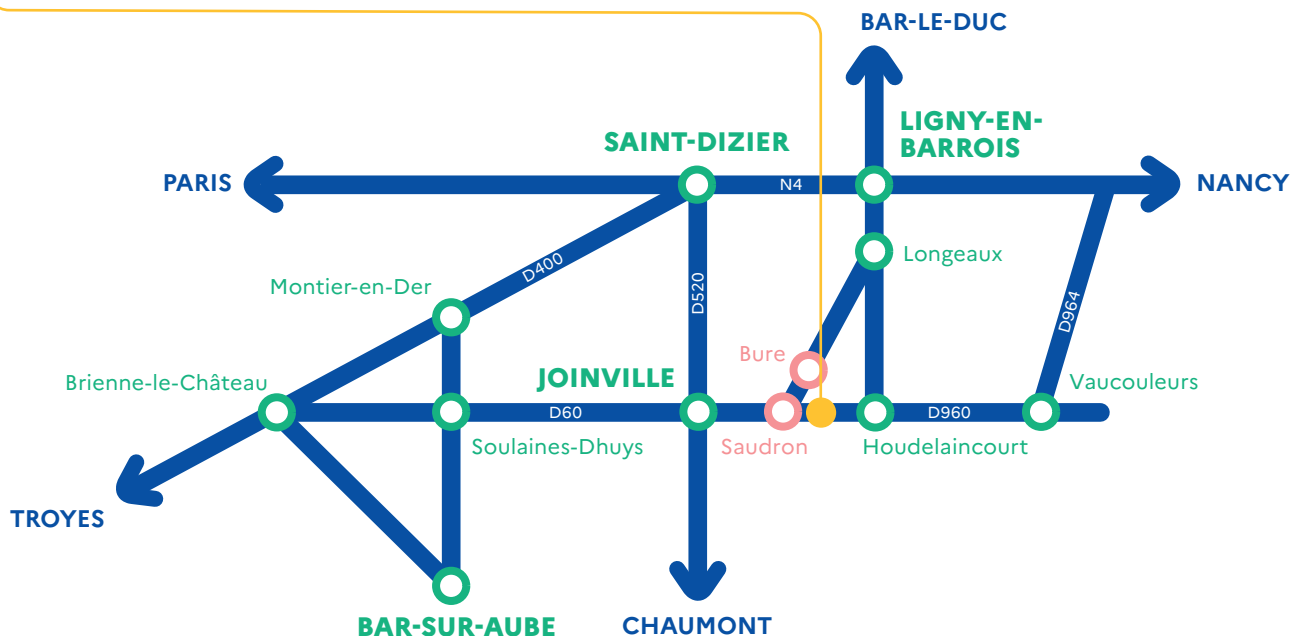 BAR-LE-DUC
LIGNY-EN-
BARROIS
SAINT-DIZIER
PARIS
N4
NANCY
Longeaux
D400
Montier-en-Der
D520
D964
Bure
Brienne-le-Château
JOINVILLE
Vaucouleurs
D60
D960
Soulaines-Dhuys
Saudron
Houdelaincourt
TROYES
BAR-SUR-AUBE
CHAUMONT